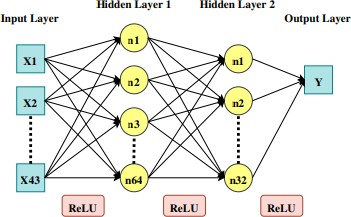 Hidden Layer 1 Hidden Layer 2
Input Layer Output Layer
n1
X1 n1
n2 Y
X2 n2
n3
X43 n64 n32
ReLU ReLU ReLU